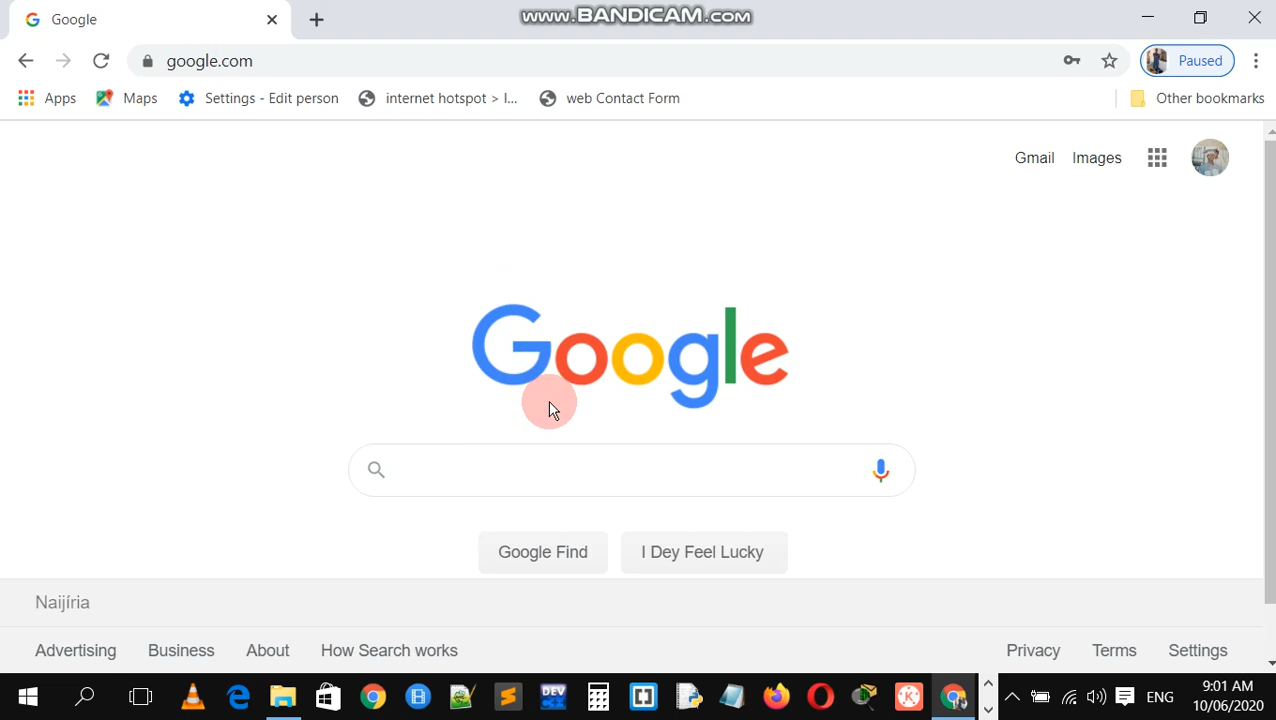 Google
www.BANDICAM.com
google.com
Paused
Apps
Maps
Settings - Edit person
internet hotspot > I...
web Contact Form
Other bookmarks
Gmail
Images
Google
Google Find
I Dey Feel Lucky
Naijíria
Advertising
Business
About
How Search works
Privacy
Terms
Settings
DEV
ENG
9:01 AM
10/06/2020